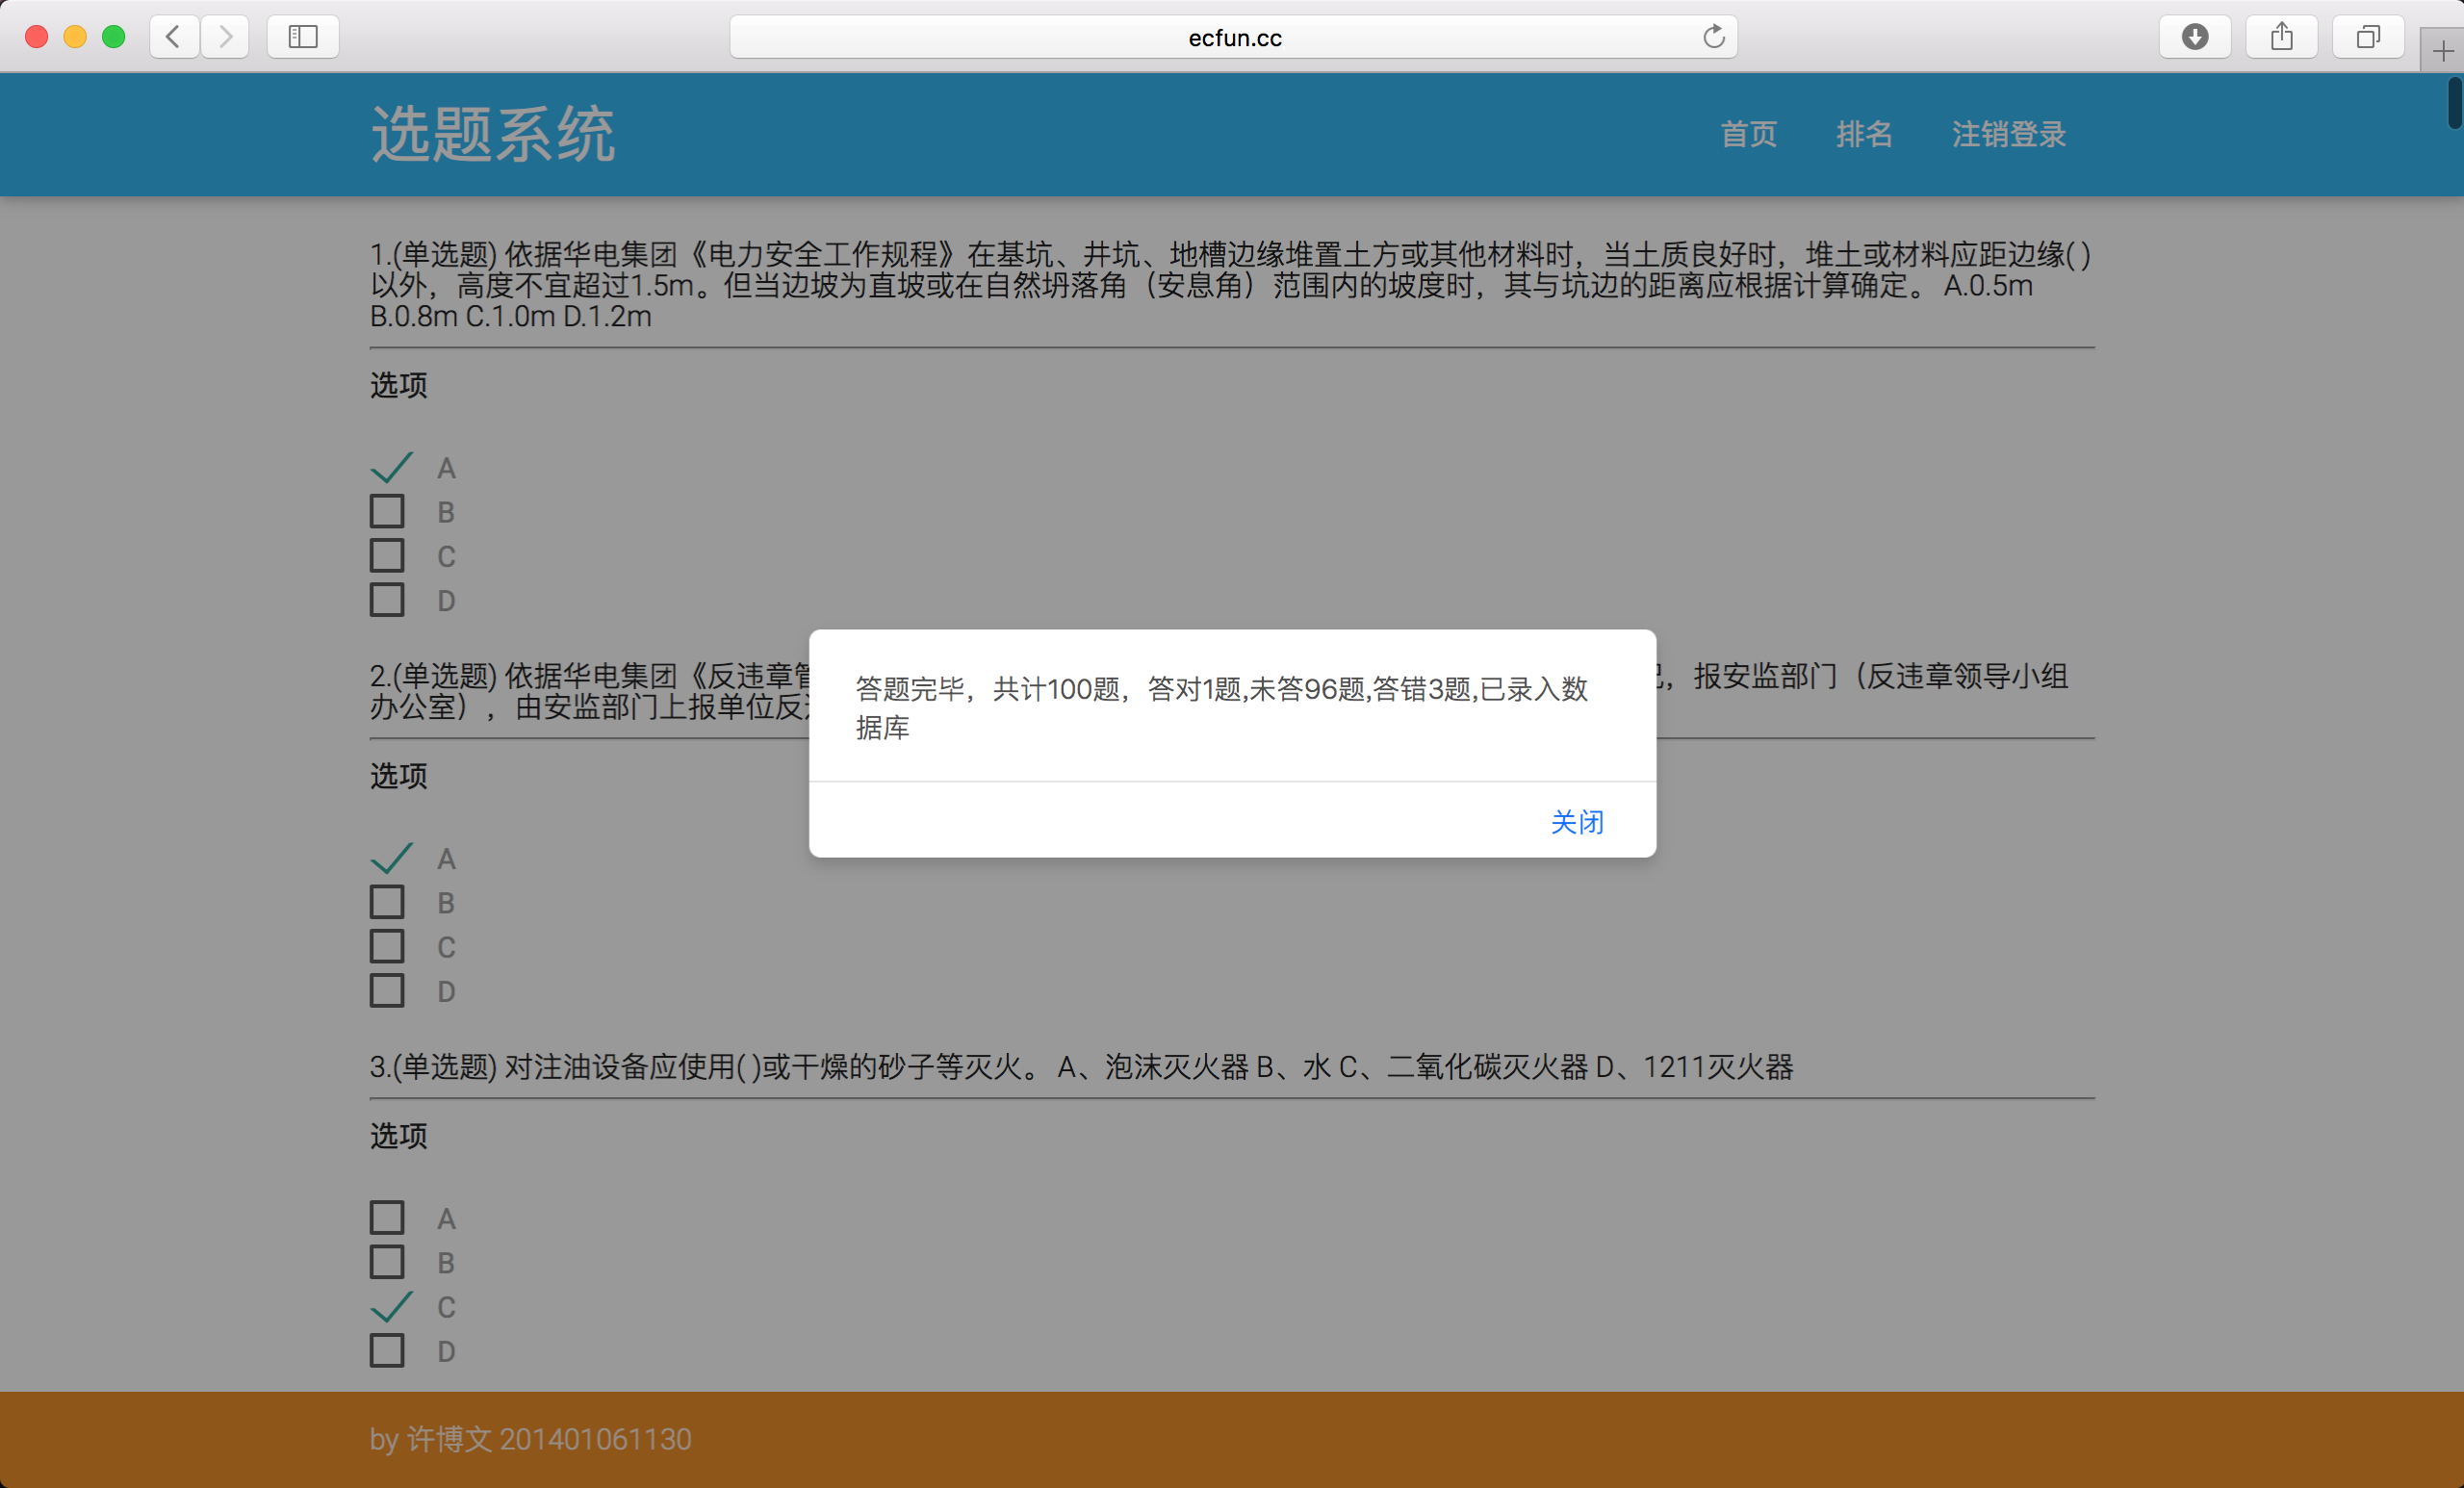 ecfun.cc
选题系统
首页 排名 注销登录
1.(单选题) 依据华电集团《电力安全工作规程》在基坑、井坑、地槽边缘堆置土方或其他材料时，当土质良好时，堆土或材料应距边缘( )
以外，高度不宜超过1.5m。但当边坡为直坡或在自然坍落角（安息角）范围内的坡度时，其与坑边的距离应根据计算确定。 A.0.5m
B.0.8m C.1.0m D.1.2m
选项
A
B
C
D
2.(单选题) 依据华电集团《反违章管 ，报安监部门（反违章领导小组
办公室），由安监部门上报单位反
选项
A
B
C
D
答题完毕，共计100题，答对1题,未答96题,答错3题,已录入数
据库
关闭
3.(单选题) 对注油设备应使用( )或干燥的砂子等灭火。 A、泡沫灭火器 B、水 C、二氧化碳灭火器 D、1211灭火器
选项
A
B
C
D
by 许博文 201401061130